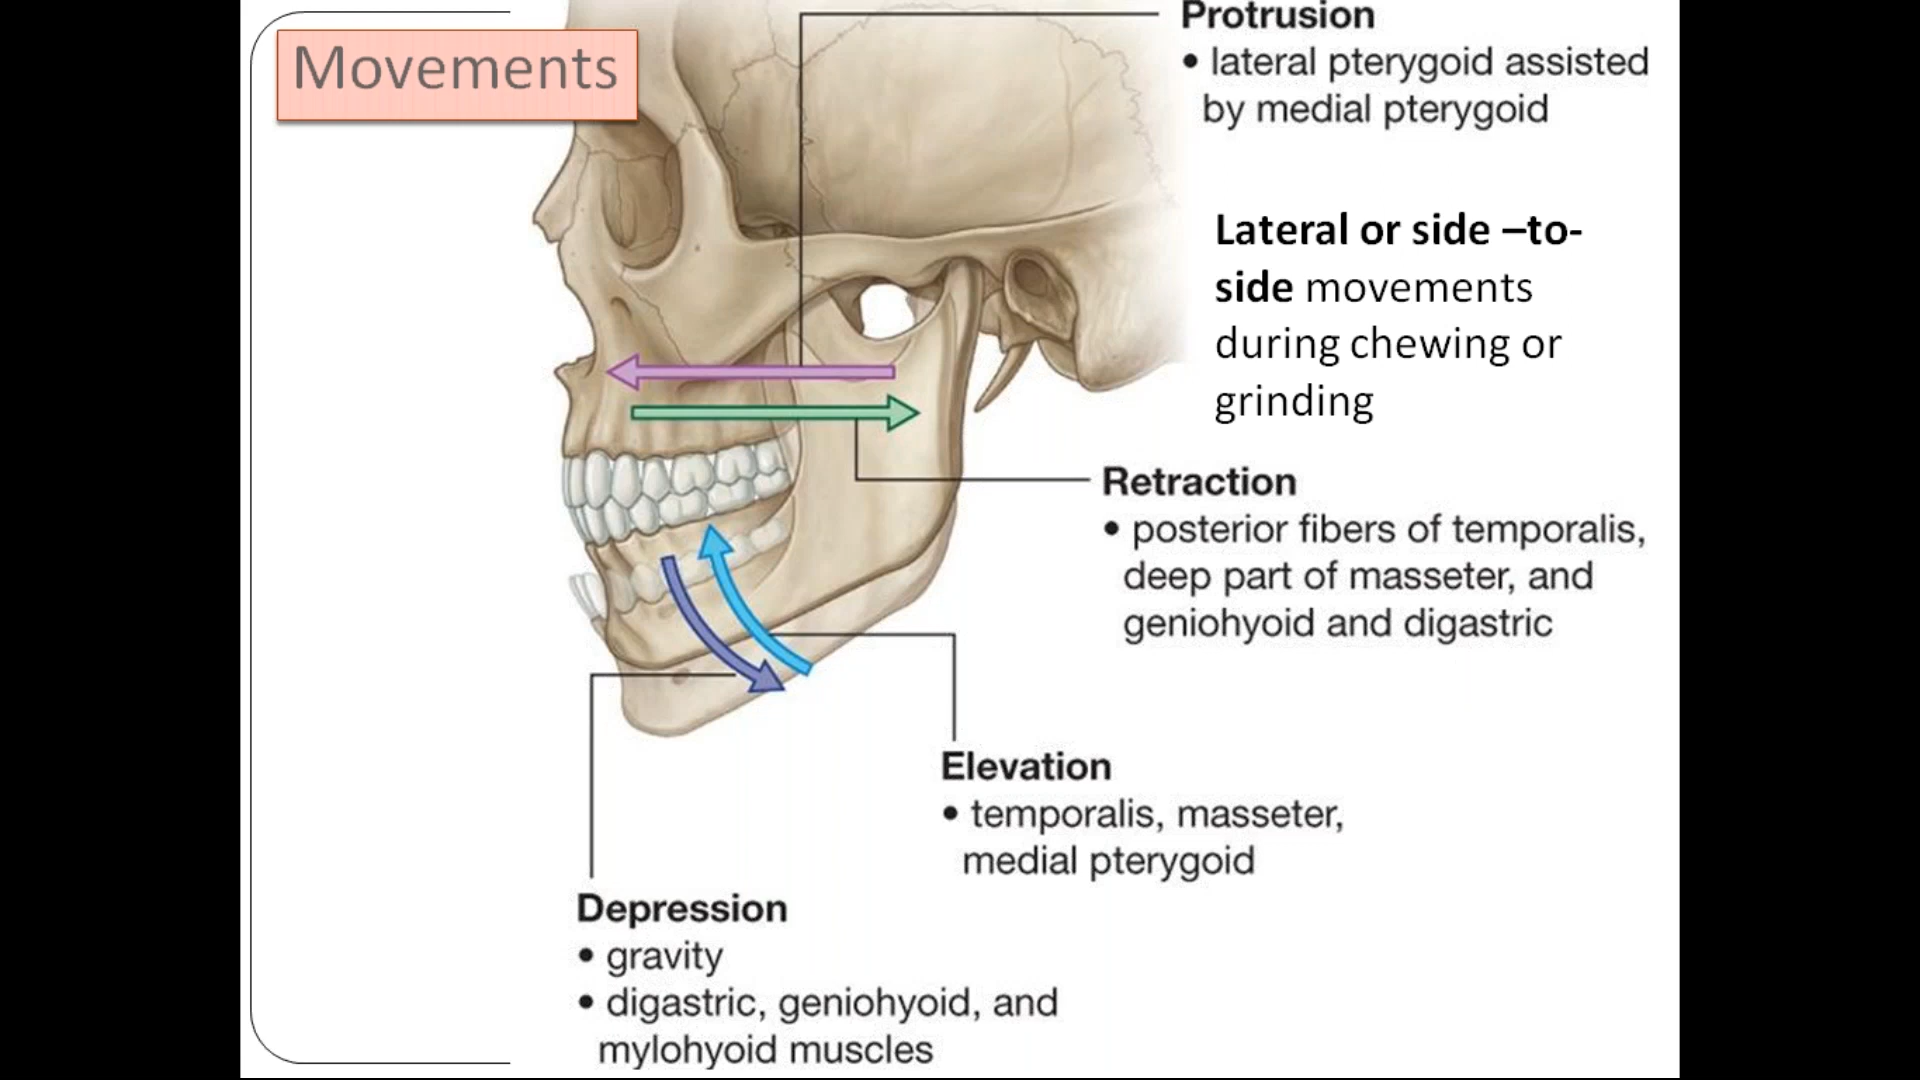 Movements
Protrusion
• lateral pterygoid assisted
by medial pterygoid
Lateral or side –to-
side movements
during chewing or
grinding
Retraction
• posterior fibers of temporalis,
deep part of masseter, and
geniohyoid and digastric
Elevation
• temporalis, masseter,
medial pterygoid
Depression
• gravity
• digastric, geniohyoid, and
mylohyoid muscles